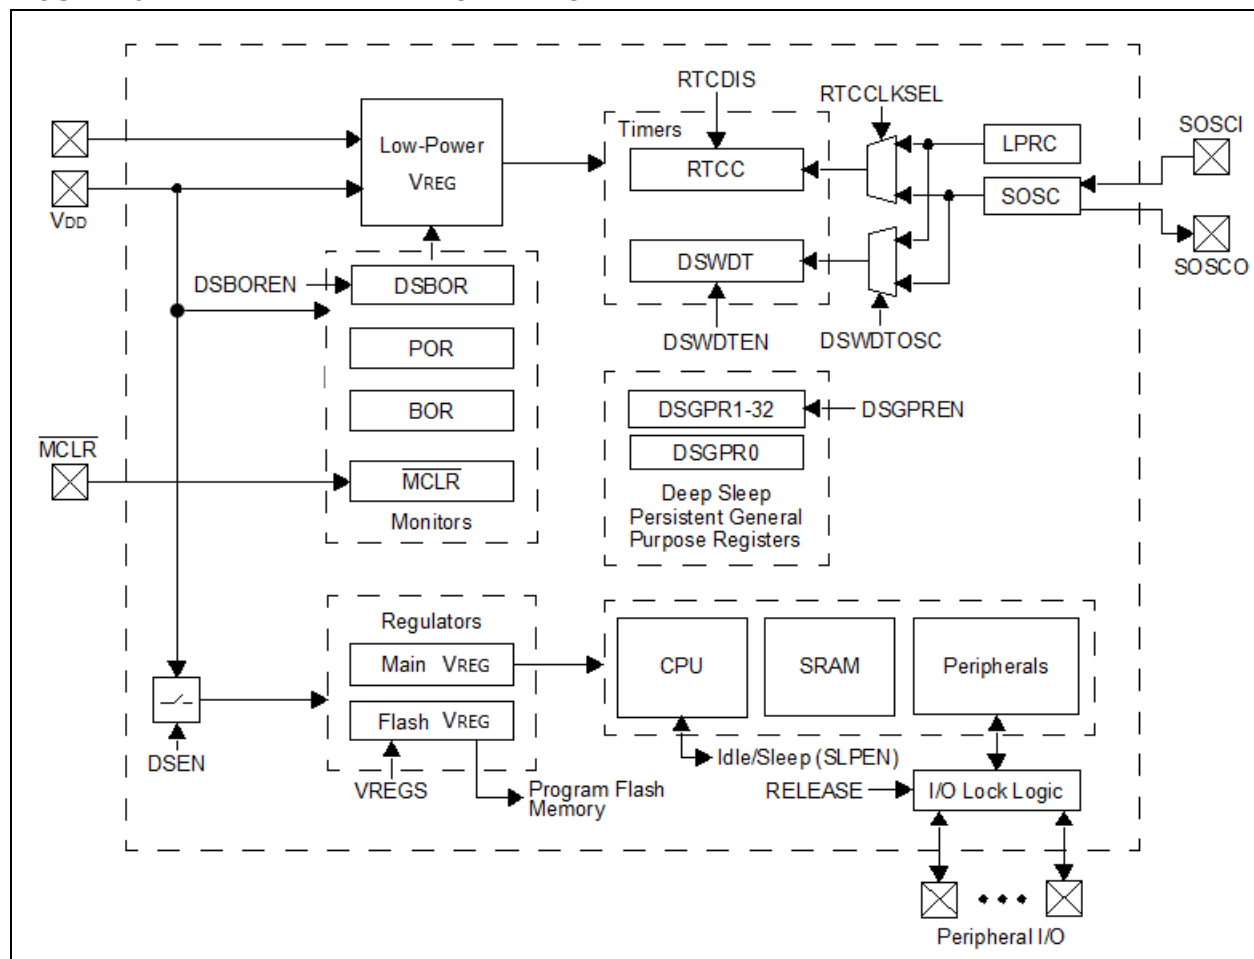 RTCDIS
RTCCLKSEL
SOSCI
Timers
Low-Power
VREG
LPRC
RTCC
SOSC
VDD
SOSCO
DSBOREN
DSBOR
DSWDT
POR
DSWDTEN
DSWDTOSC
BOR
DSGPR1-32
DSGPREN
MCLR
DSGPR0
MCLR
Monitors
Deep Sleep
Persistent General
Purpose Registers
Regulators
Main VREG
CPU
SRAM
Peripherals
Flash VREG
DSEN
Idle/Sleep (SLPEN)
VREGS
Program Flash
Memory
RELEASE
I/O Lock Logic
Peripheral I/O